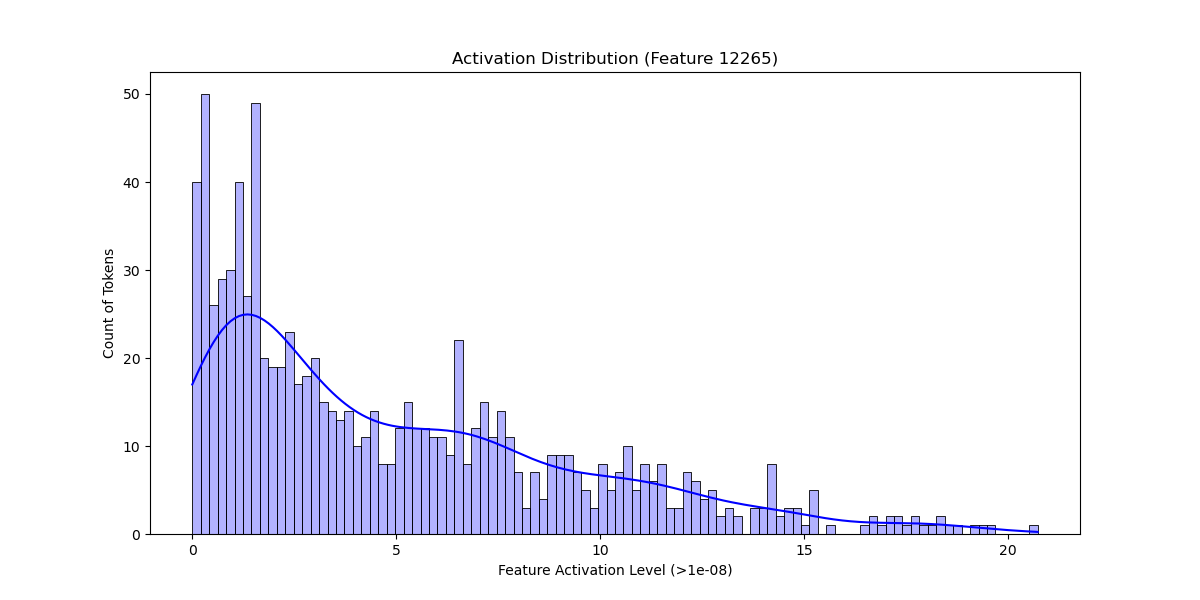 Activation Distribution (Feature 12265)
50
40
30
20
10
0
Count of Tokens
0 5 10 15 20
Feature Activation Level (>1e-08)